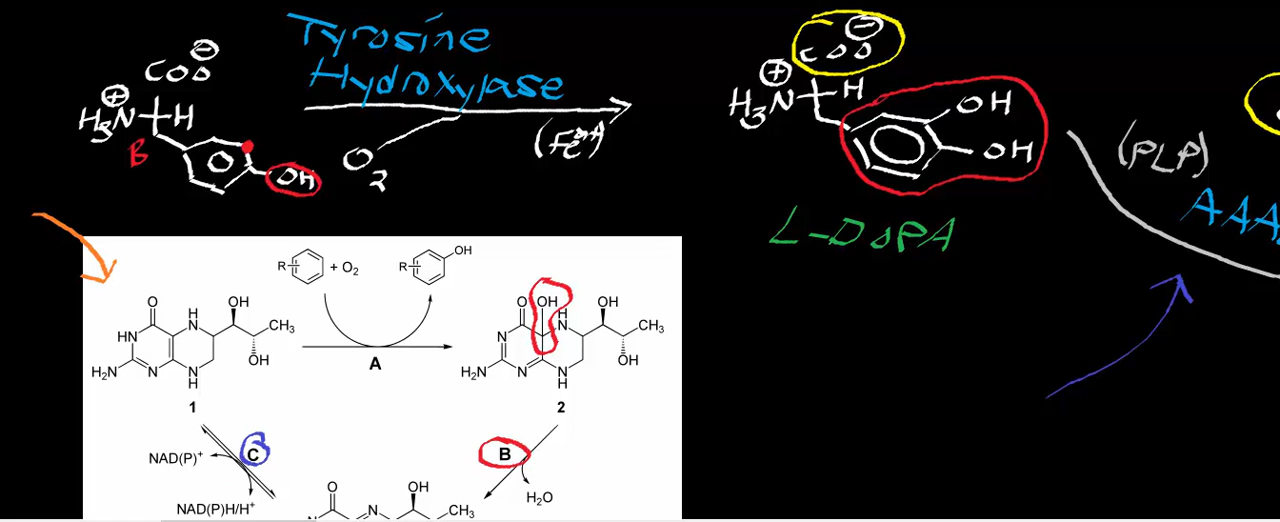 Tyrosine
Hydroxylase
COO⊖
⊕
H3N H
B
OH
O2
(Fe2+)
COO⊖
⊕
H3N H
OH
OH
L-DOPA
(PLP)
AAA
R + O2
R OH
O
HN
H2N N
H
N
OH
CH3
OH
N
H
1
A
O OH
N
H2N N
H
N
OH
CH3
OH
N
H
2
NAD(P)+
C
NAD(P)H/H+
B
H2O
O
N
OH
CH3